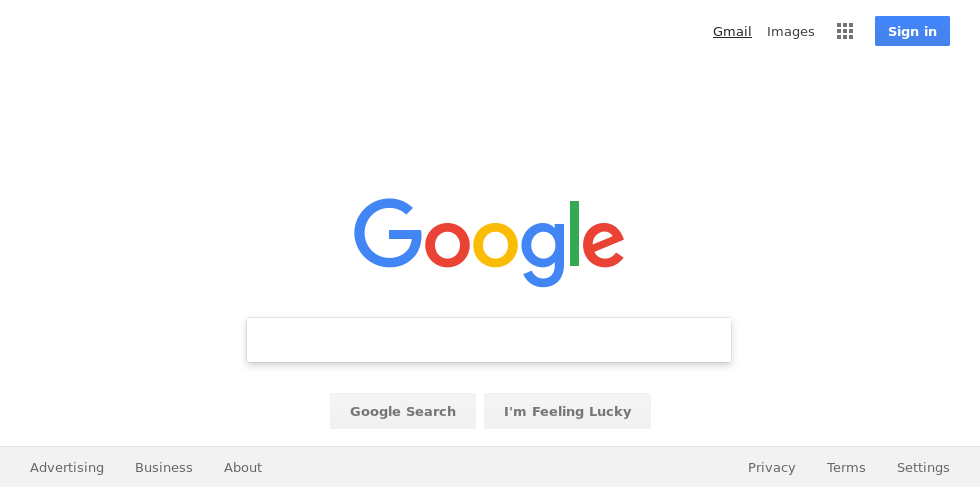 Gmail Images Sign in
Google
Google Search I'm Feeling Lucky
Advertising Business About Privacy Terms Settings